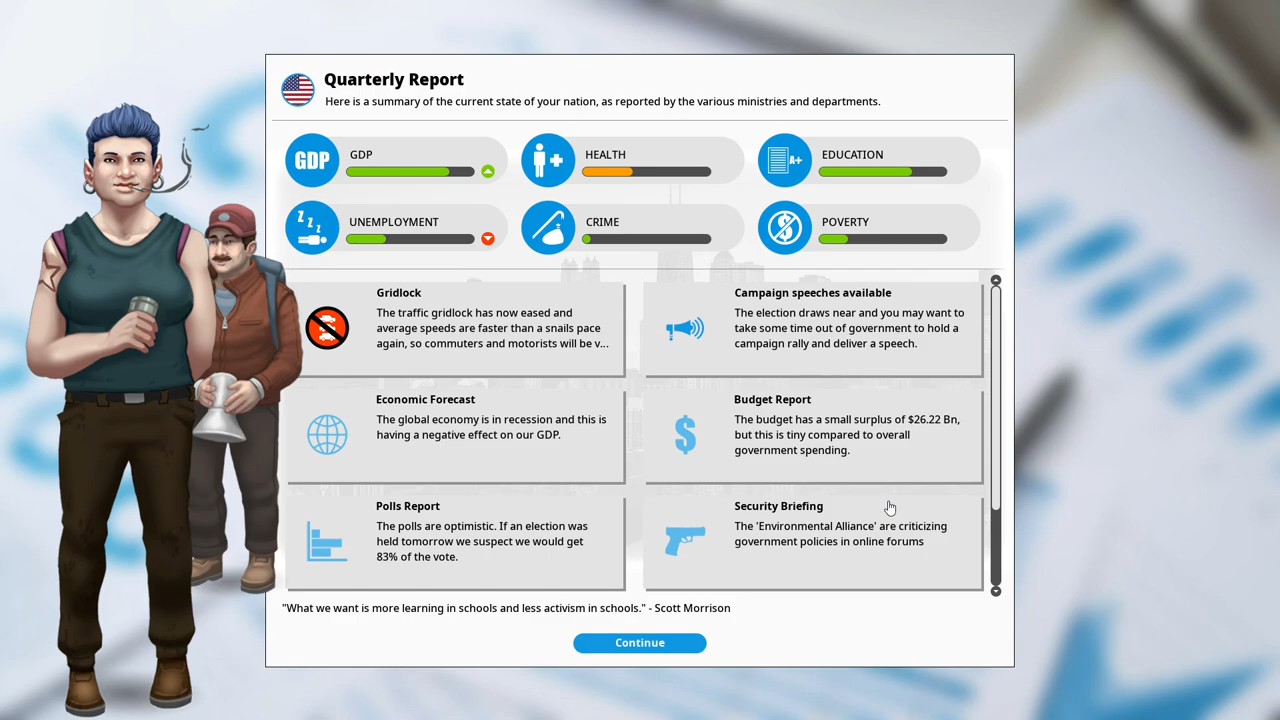 Quarterly Report
Here is a summary of the current state of your nation, as reported by the various ministries and departments.
GDP
GDP
HEALTH
A+
EDUCATION
Z Z Z
UNEMPLOYMENT
CRIME
$
POVERTY
Gridlock
The traffic gridlock has now eased and
average speeds are faster than a snails pace
again, so commuters and motorists will be v...
Campaign speeches available
The election draws near and you may want to
take some time out of government to hold a
campaign rally and deliver a speech.
Economic Forecast
The global economy is in recession and this is
having a negative effect on our GDP.
$
Budget Report
The budget has a small surplus of $26.22 Bn,
but this is tiny compared to overall
government spending.
Polls Report
The polls are optimistic. If an election was
held tomorrow we suspect we would get
83% of the vote.
Security Briefing
The 'Environmental Alliance' are criticizing
government policies in online forums
"What we want is more learning in schools and less activism in schools." - Scott Morrison
Continue